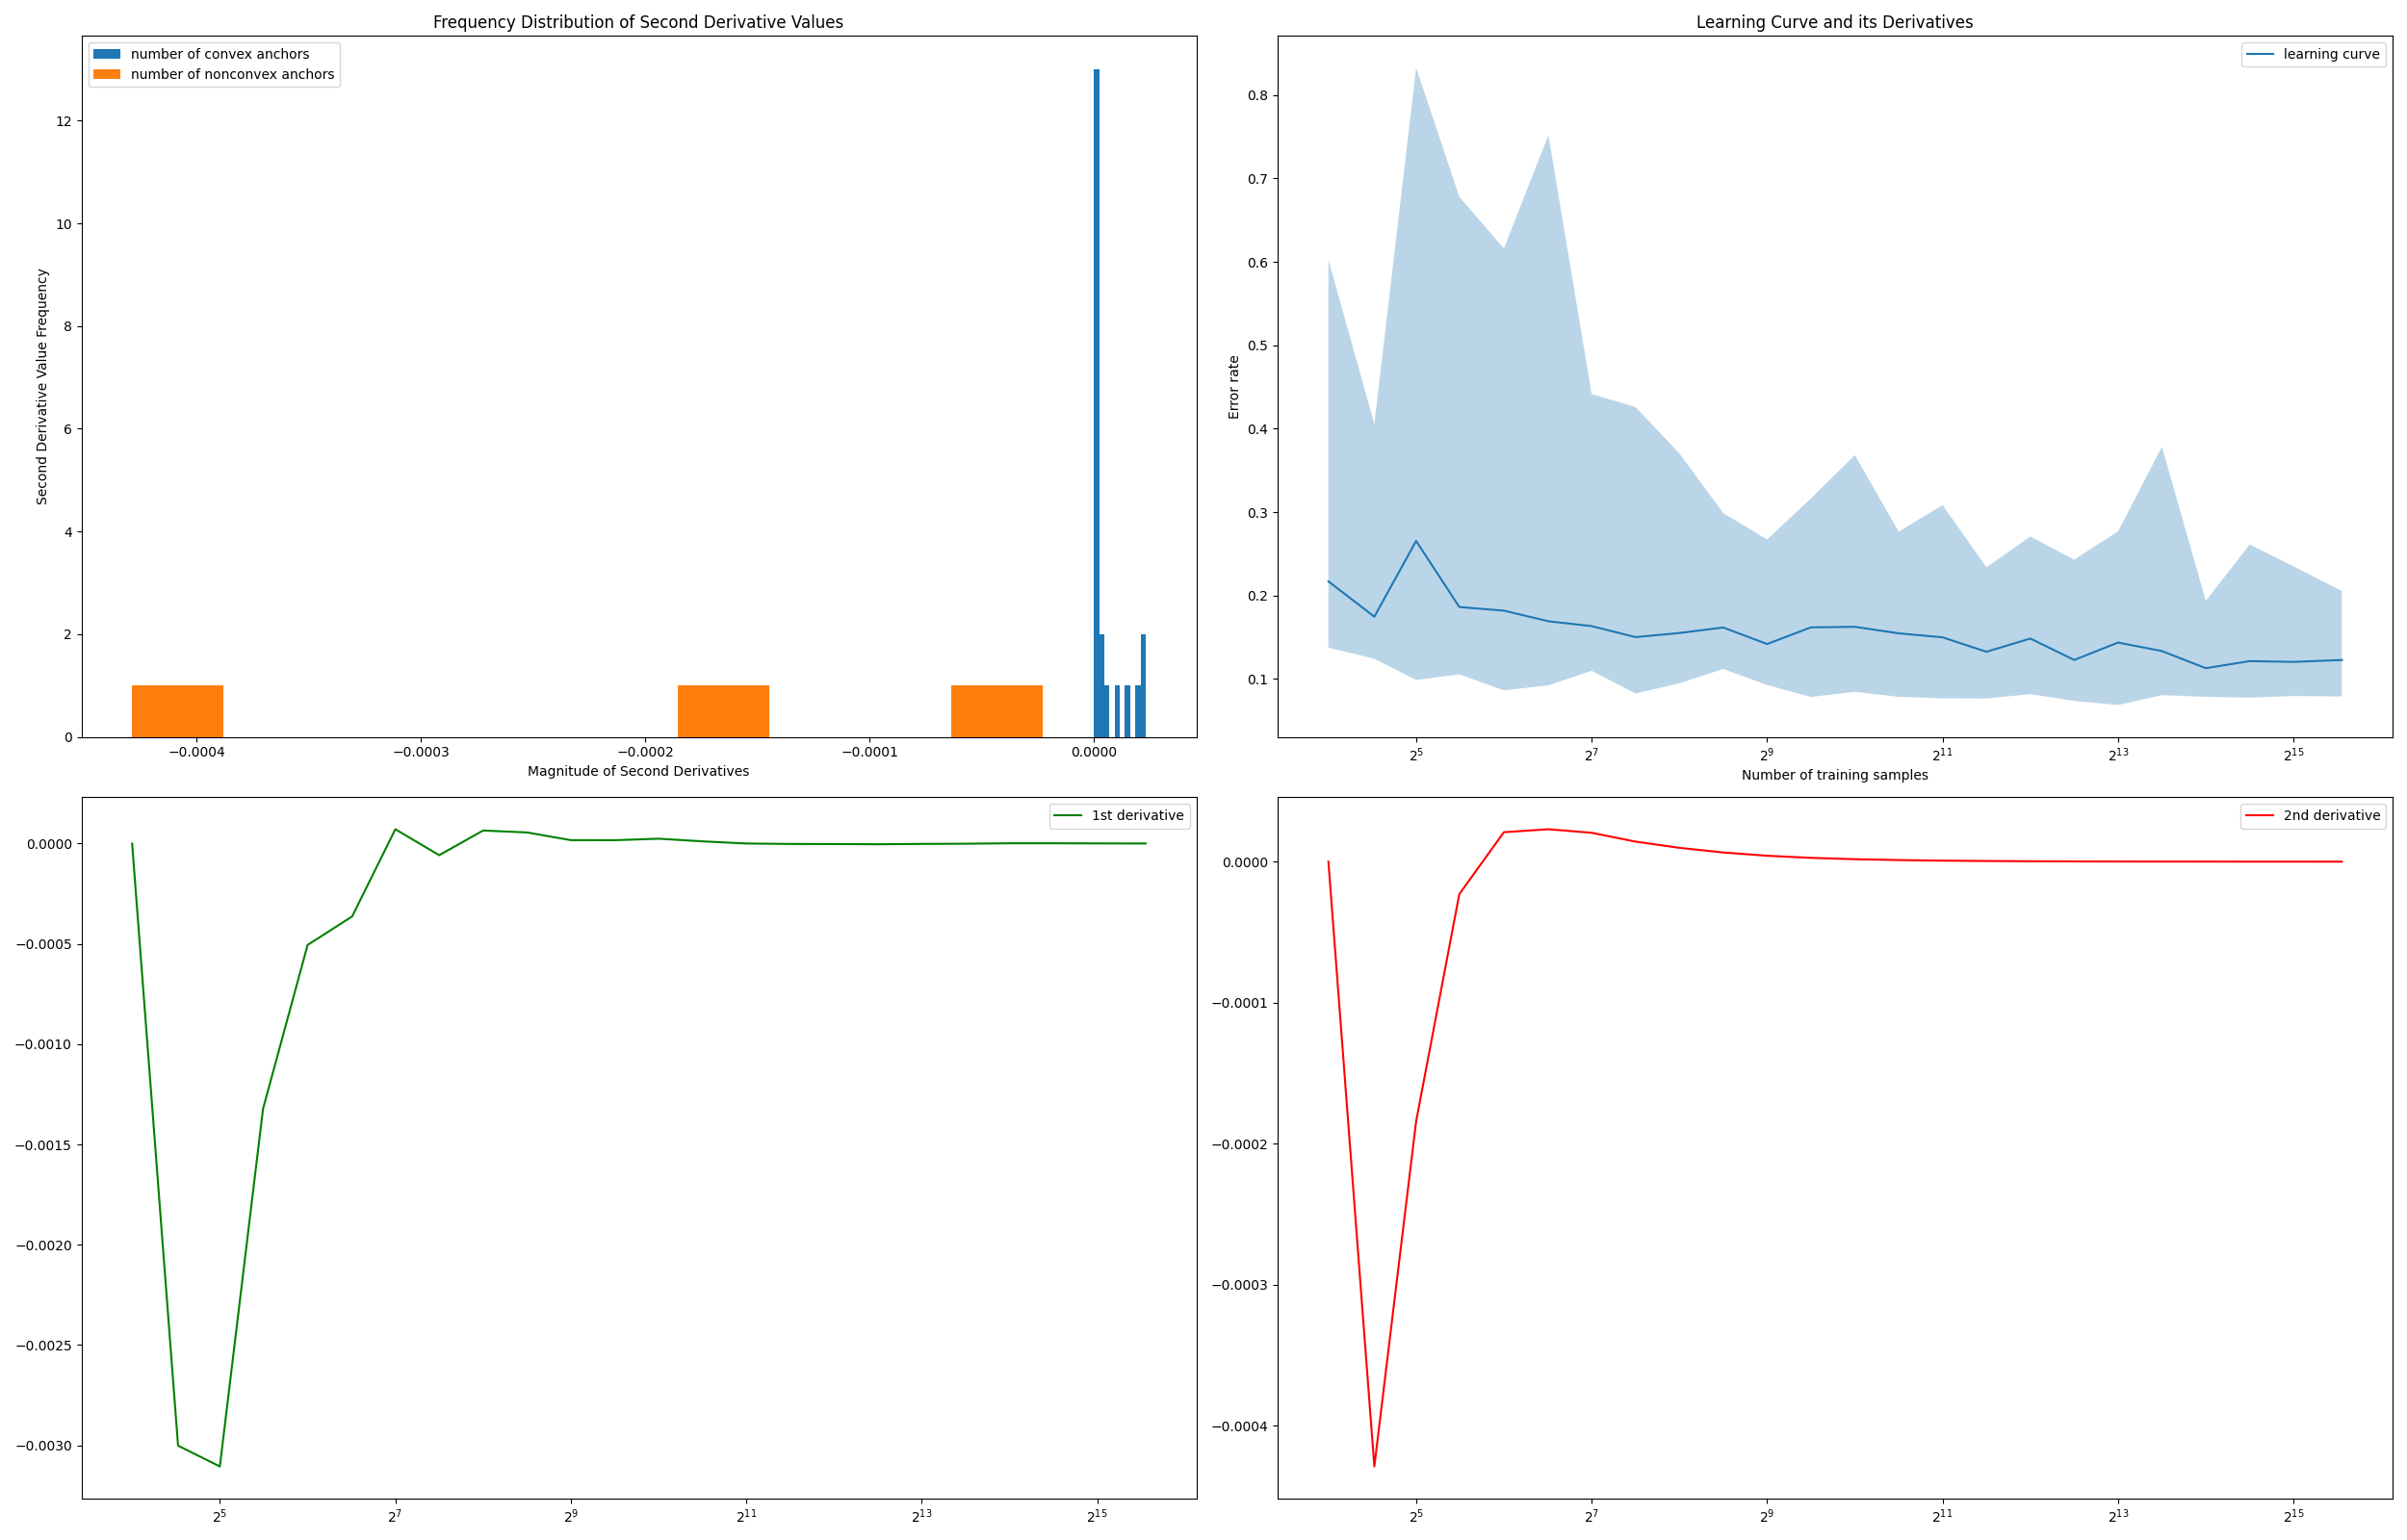 Frequency Distribution of Second Derivative Values
number of convex anchors
number of nonconvex anchors
Second Derivative Value Frequency
12
10
8
6
4
2
0
−0.0004 −0.0003 −0.0002 −0.0001 0.0000
Magnitude of Second Derivatives
Learning Curve and its Derivatives
learning curve
Error rate
0.8
0.7
0.6
0.5
0.4
0.3
0.2
0.1
2^5 2^7 2^9 2^11 2^13 2^15
Number of training samples
1st derivative
0.0000
−0.0005
−0.0010
−0.0015
−0.0020
−0.0025
−0.0030
2^5 2^7 2^9 2^11 2^13 2^15
2nd derivative
0.0000
−0.0001
−0.0002
−0.0003
−0.0004
2^5 2^7 2^9 2^11 2^13 2^15